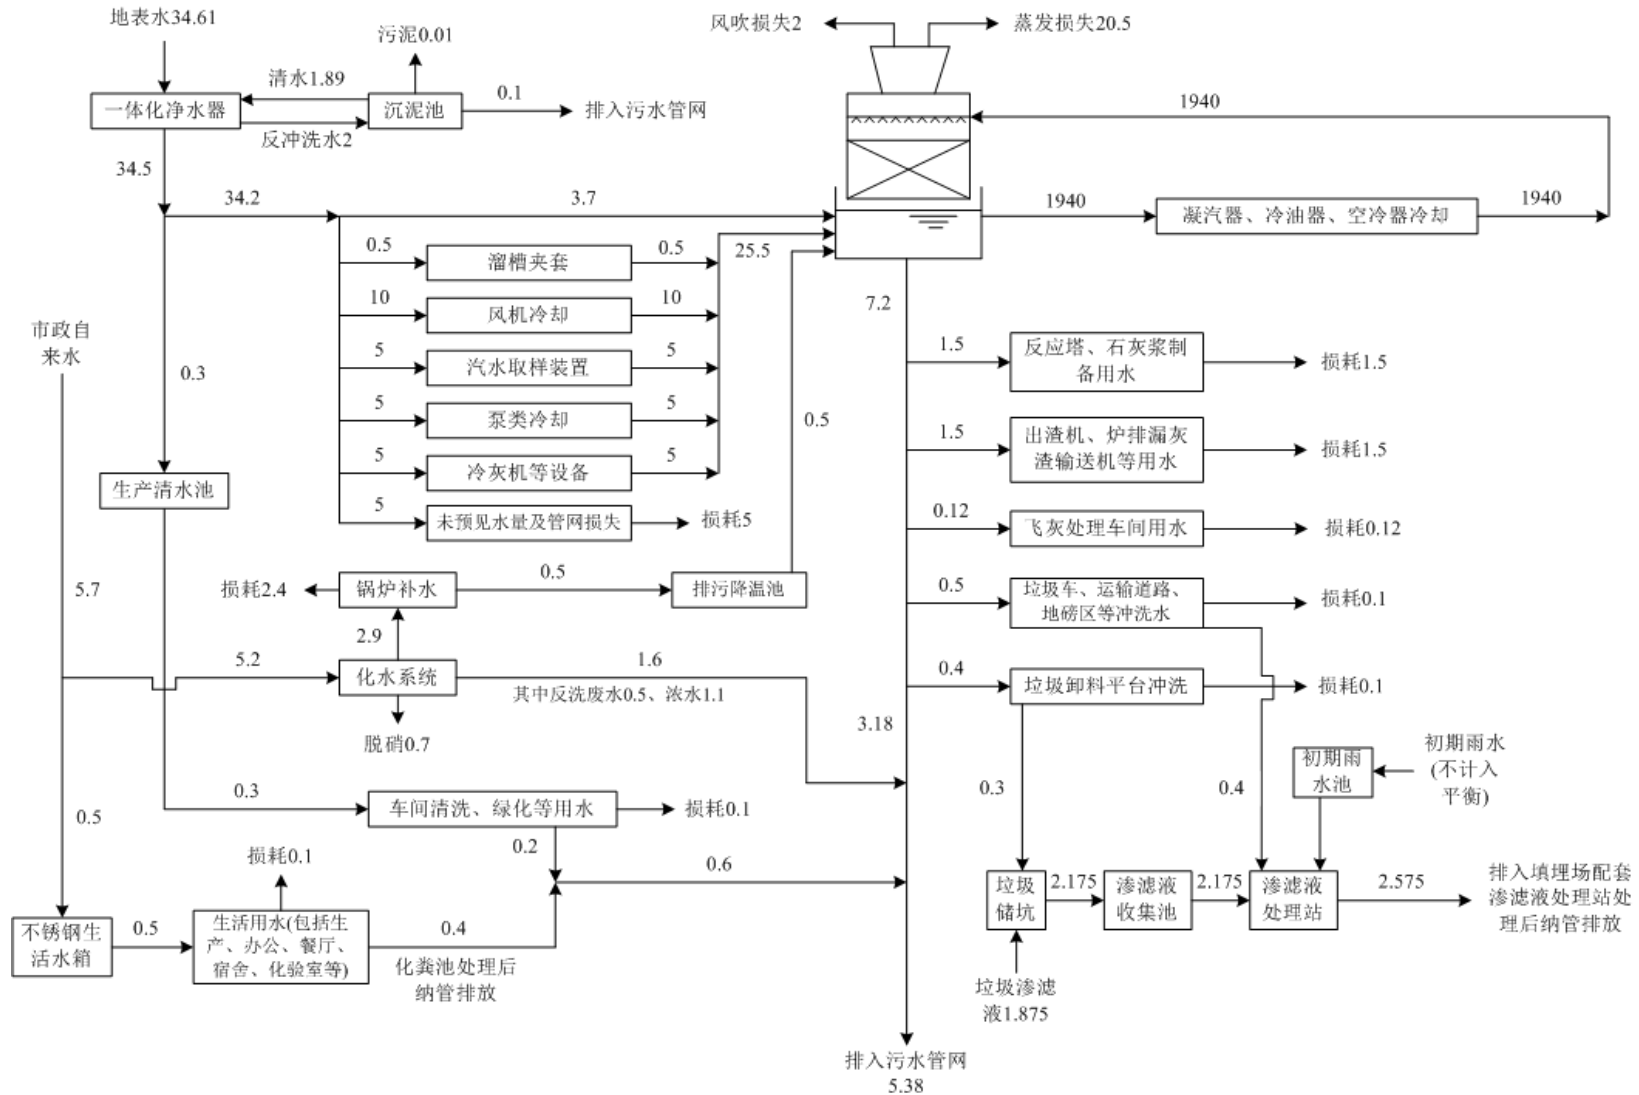 地表水34.61
污泥0.01
风吹损失2
蒸发损失20.5
清水1.89
一体化净水器
沉泥池
0.1
排入污水管网
反冲洗水2
1940
34.5
34.2
3.7
1940
凝汽器、冷油器、空冷器冷却
1940
0.5
溜槽夹套
0.5
25.5
10
风机冷却
10
7.2
市政自
来水
5
汽水取样装置
5
1.5
反应塔、石灰浆制
备用水
损耗1.5
0.3
5
泵类冷却
5
0.5
1.5
出渣机、炉排漏灰
渣输送机等用水
损耗1.5
5
冷灰机等设备
5
生产清水池
5
未预见水量及管网损失
损耗5
0.12
飞灰处理车间用水
损耗0.12
5.7
损耗2.4
锅炉补水
0.5
排污降温池
0.5
垃圾车、运输道路、
地磅区等冲洗水
损耗0.1
2.9
5.2
化水系统
1.6
其中反洗废水0.5、浓水1.1
0.4
垃圾卸料平台冲洗
损耗0.1
脱硝0.7
3.18
初期雨
水池
初期雨水
(不计入
平衡)
0.3
0.4
0.3
车间清洗、绿化等用水
损耗0.1
0.5
0.2
损耗0.1
0.6
不锈钢生
活水箱
0.5
生活用水(包括生
产、办公、餐厅、
宿舍、化验室等)
0.4
化粪池处理后
纳管排放
垃圾
储坑
2.175
渗滤液
收集池
2.175
渗滤液
处理站
2.575
排入填埋场配套
渗滤液处理站处
理后纳管排放
垃圾渗滤
液1.875
排入污水管网
5.38